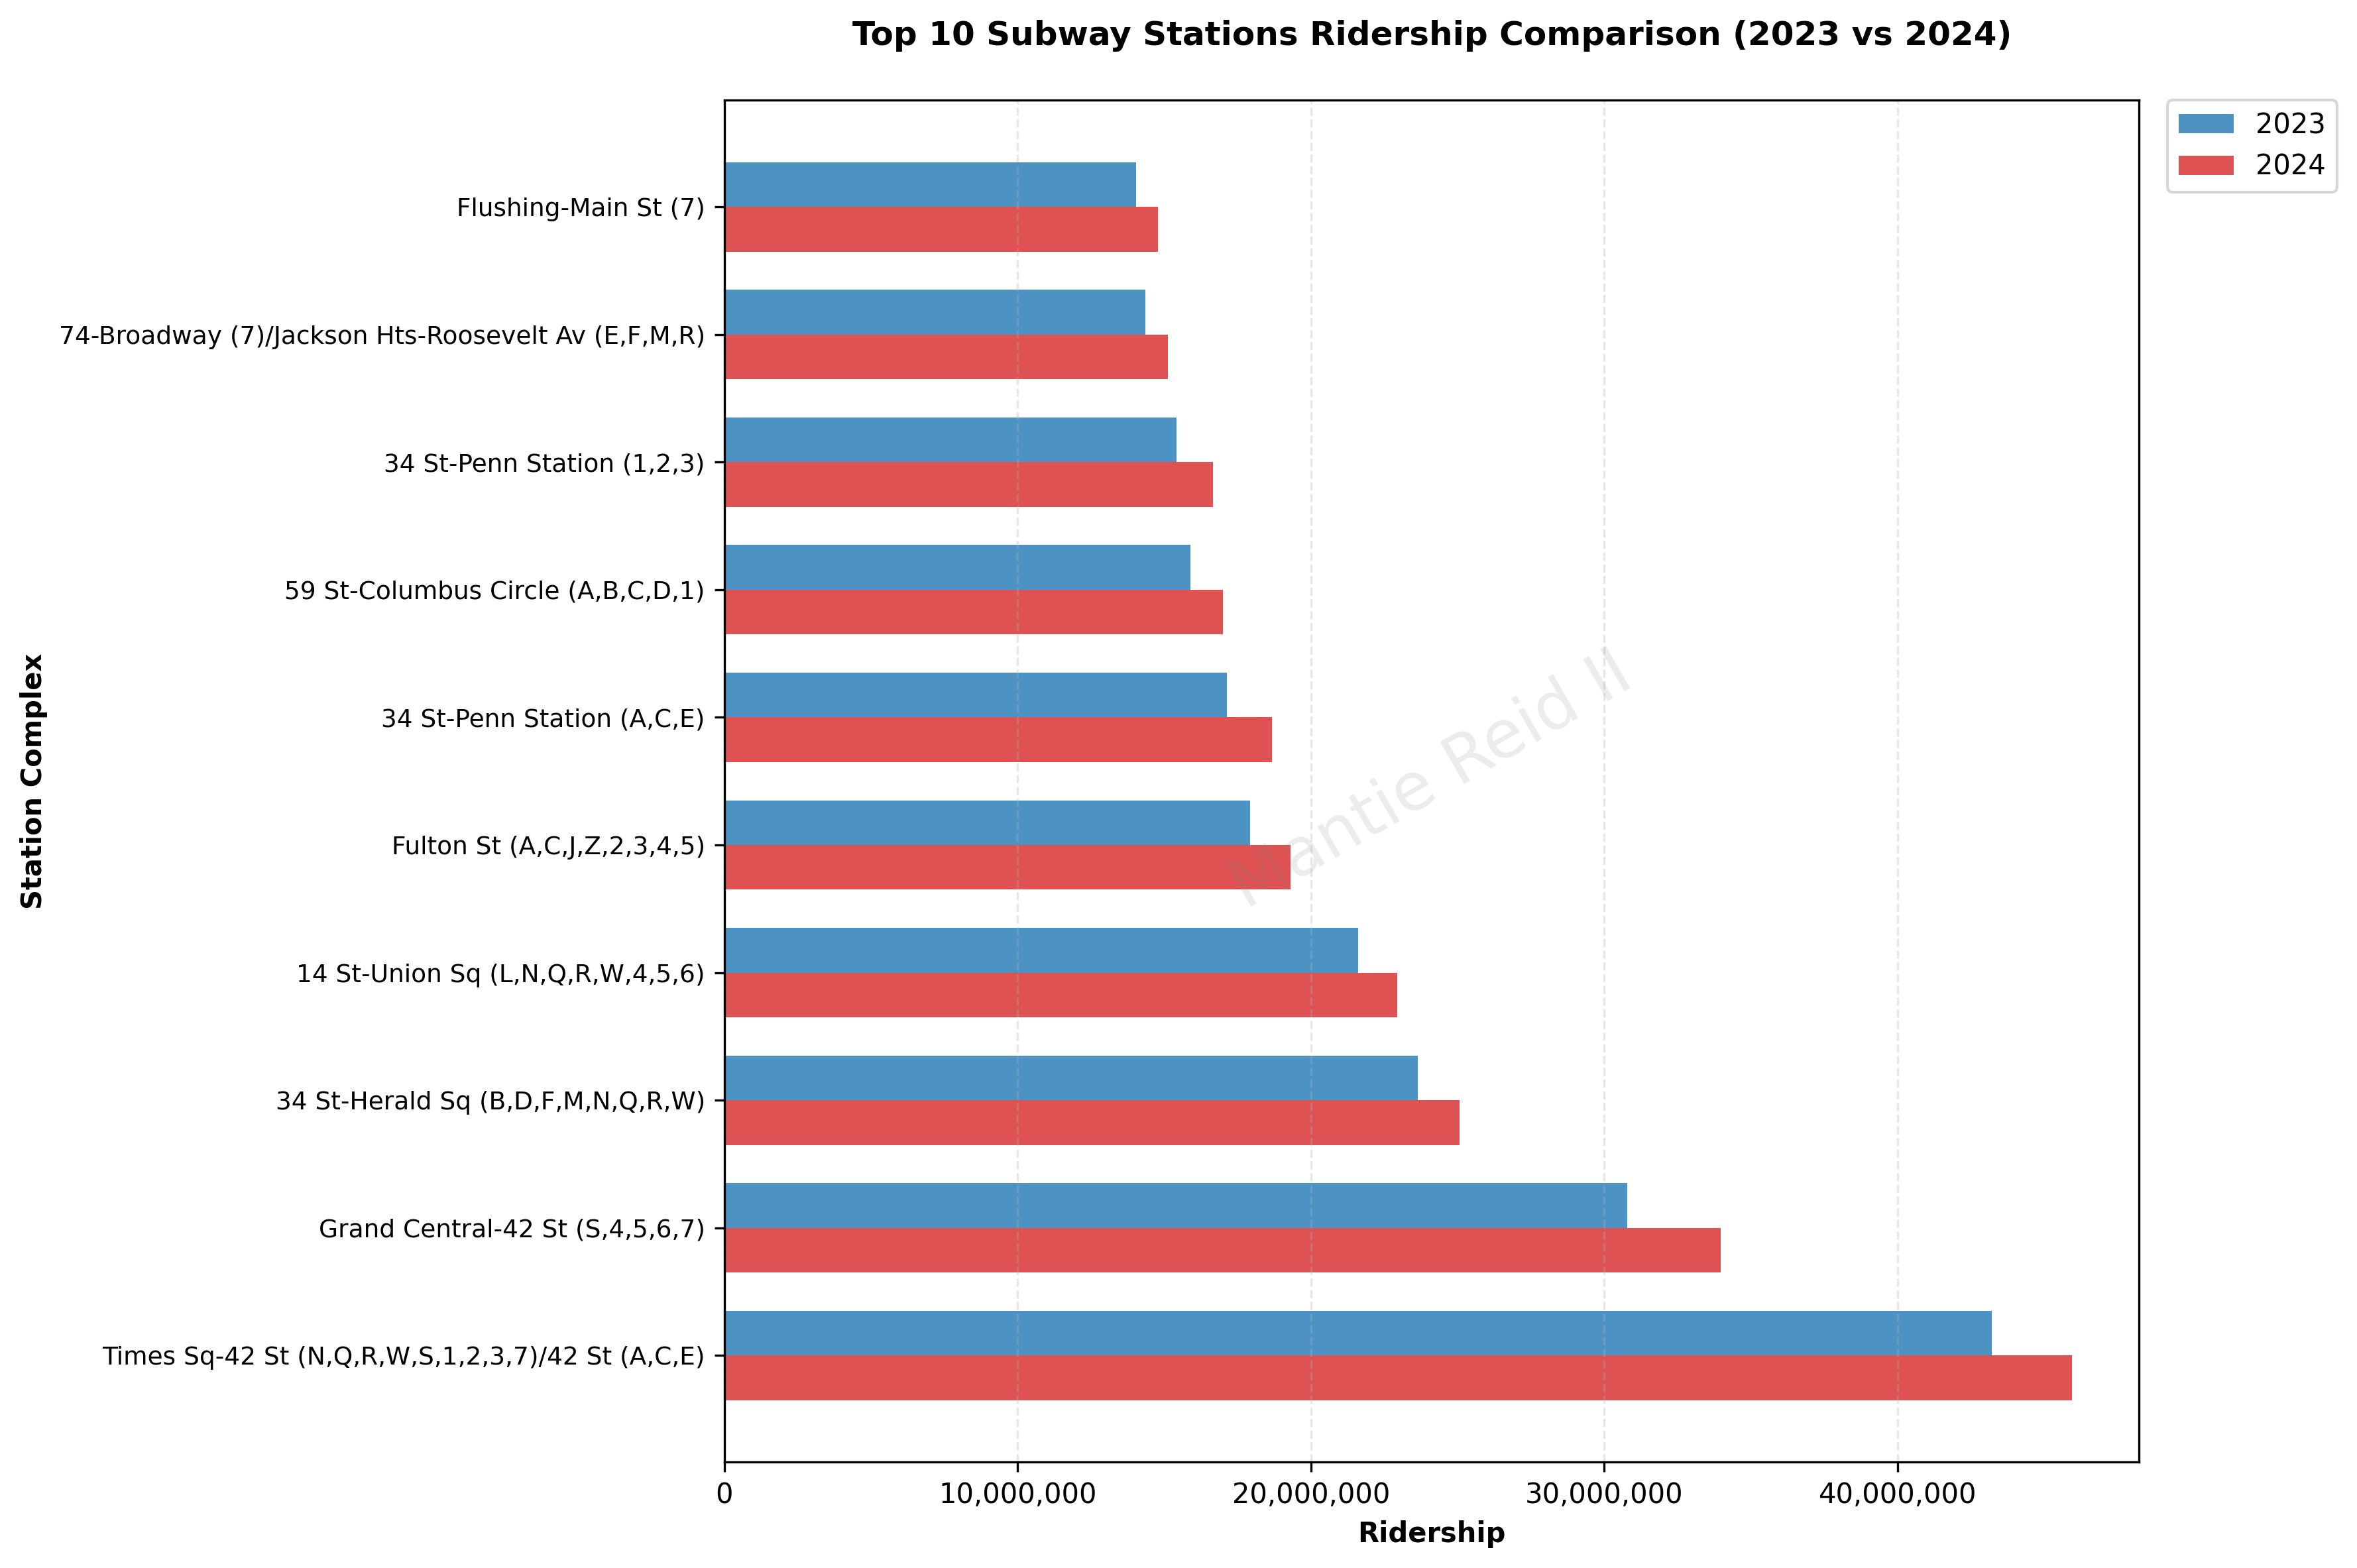 Top 10 Subway Stations Ridership Comparison (2023 vs 2024)
2023
2024
Flushing-Main St (7)
74-Broadway (7)/Jackson Hts-Roosevelt Av (E,F,M,R)
34 St-Penn Station (1,2,3)
59 St-Columbus Circle (A,B,C,D,1)
34 St-Penn Station (A,C,E)
Fulton St (A,C,J,Z,2,3,4,5)
14 St-Union Sq (L,N,Q,R,W,4,5,6)
34 St-Herald Sq (B,D,F,M,N,Q,R,W)
Grand Central-42 St (S,4,5,6,7)
Times Sq-42 St (N,Q,R,W,S,1,2,3,7)/42 St (A,C,E)
Station Complex
Mantie Reid II
0 10,000,000 20,000,000 30,000,000 40,000,000
Ridership